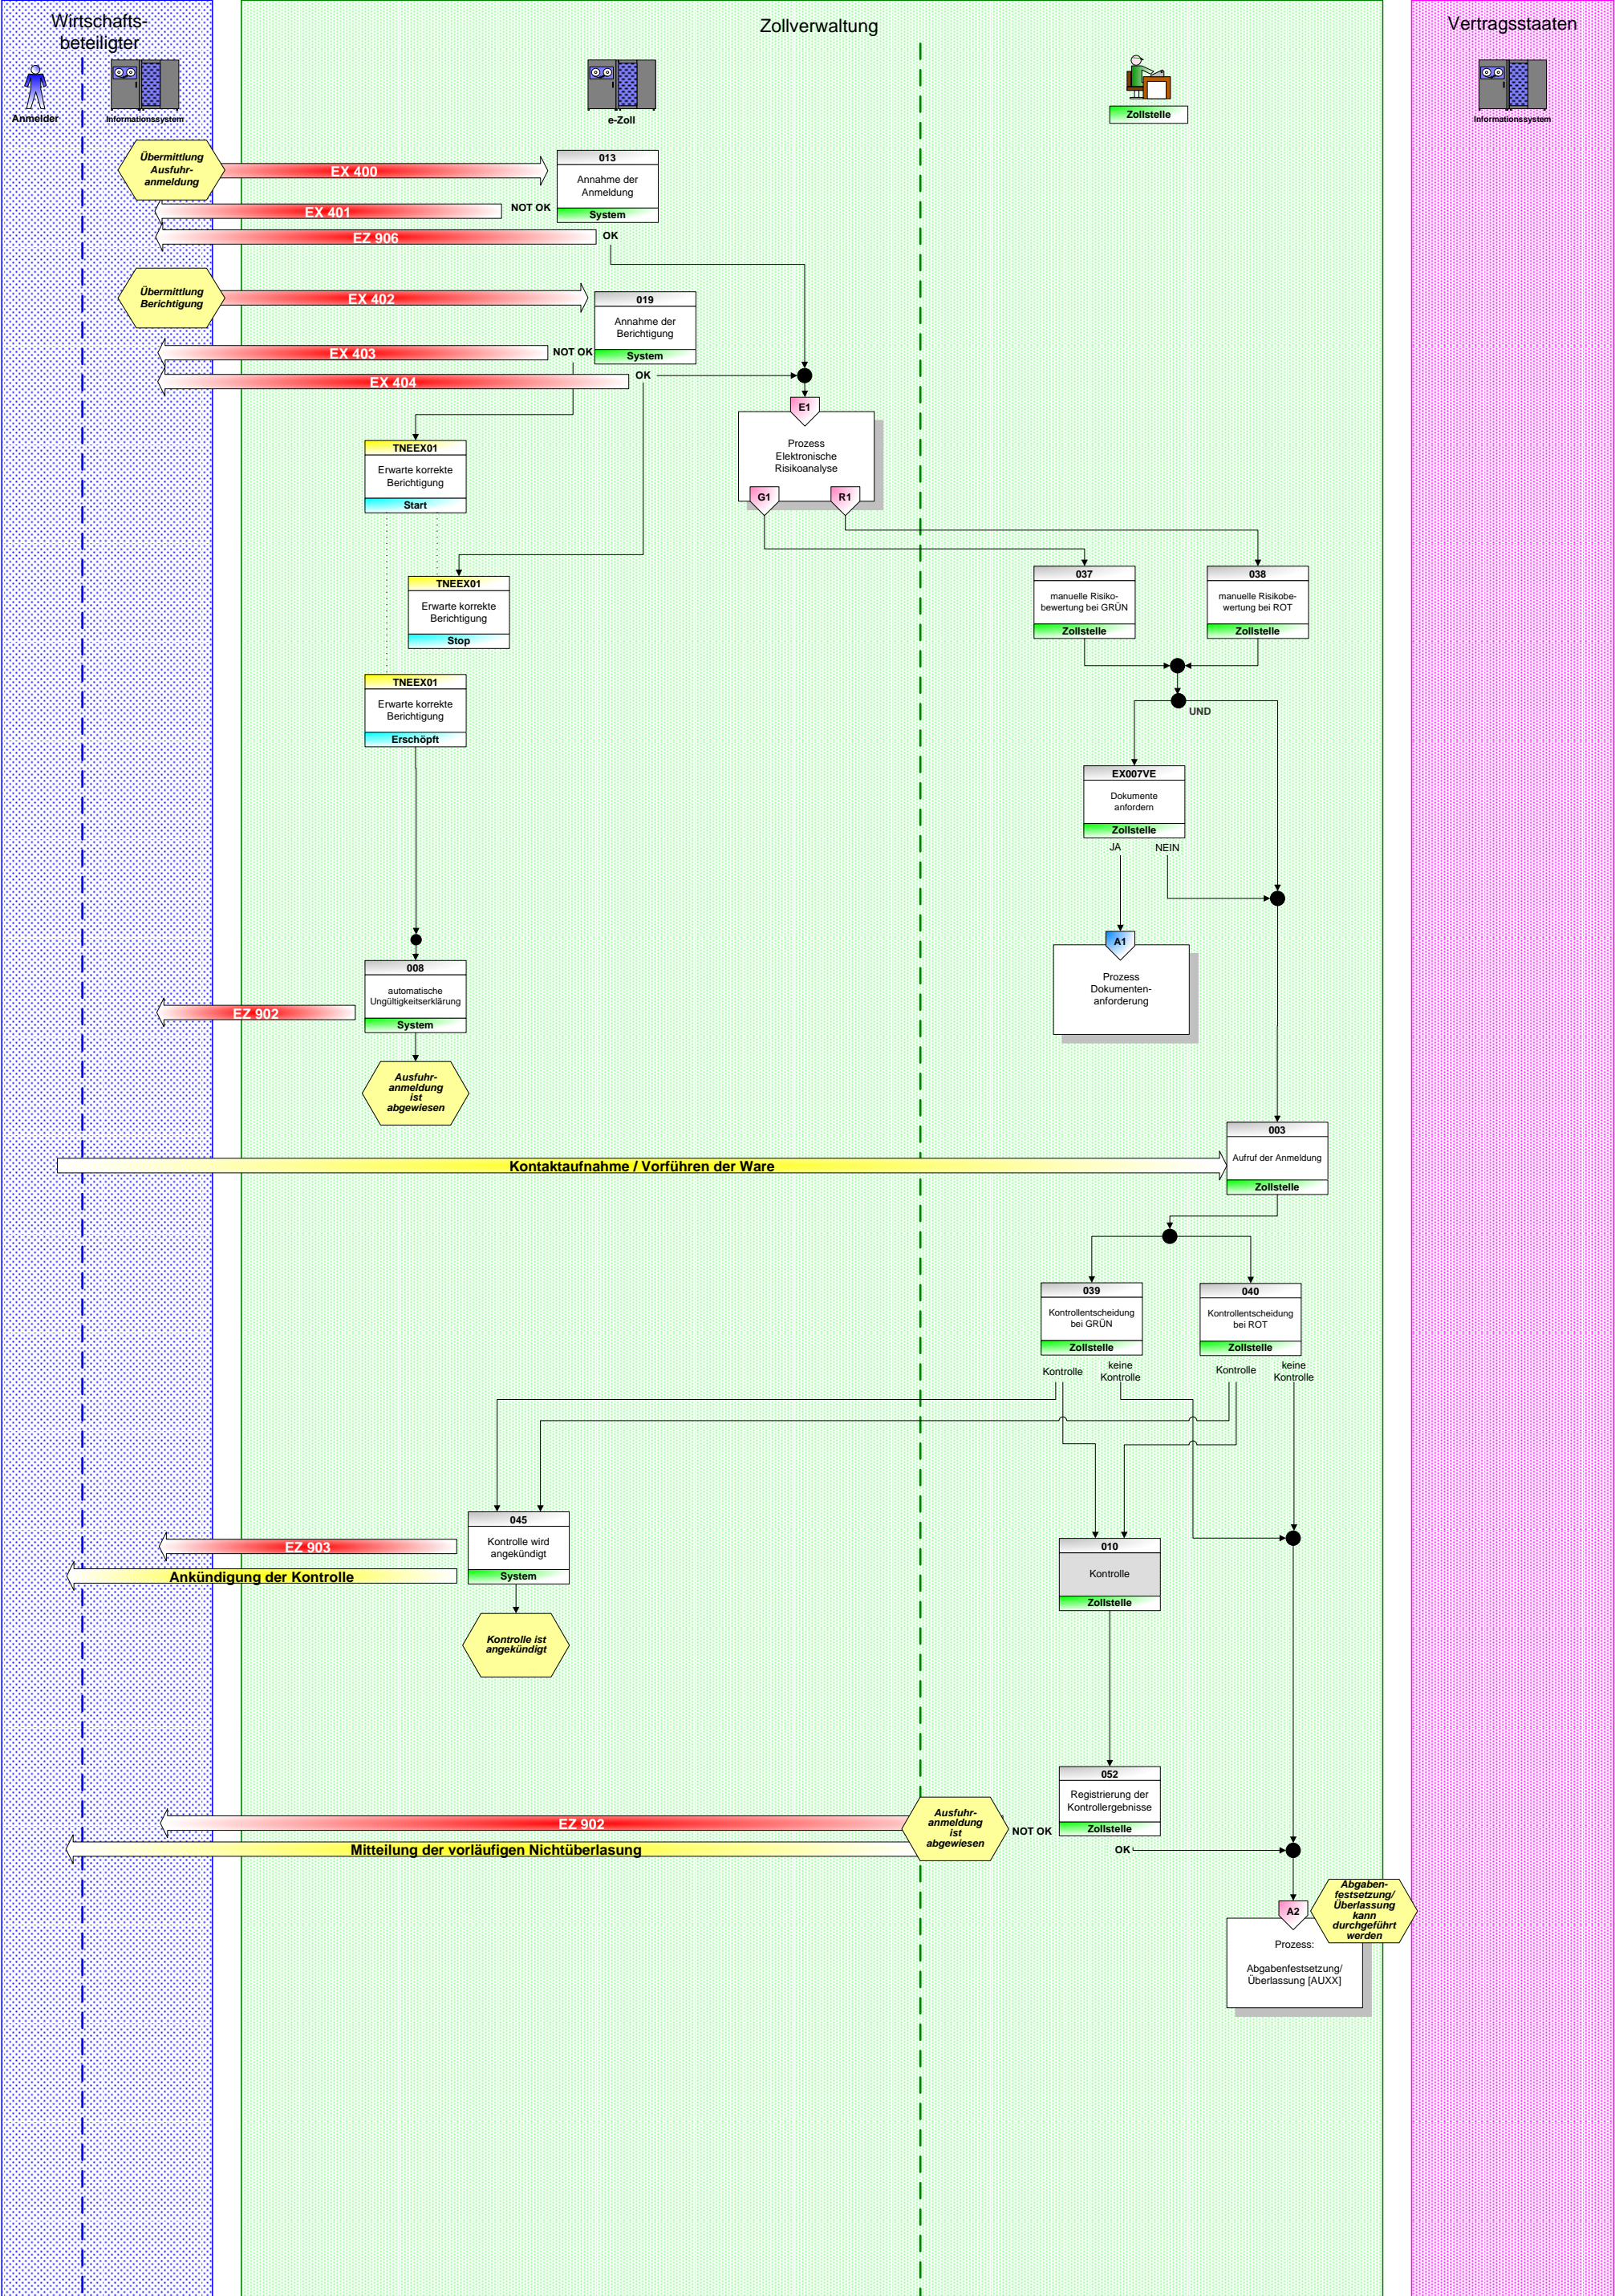 Wirtschafts-
beteiligter
Zollverwaltung
Vertragsstaaten
Anmelder
Informationssystem
e-Zoll
Zollstelle
Informationssystem
Übermittlung
Ausfuhr-
anmeldung
EX 400
013
Annahme der
Anmeldung
System
EX 401
NOT OK
EZ 906
OK
Übermittlung
Berichtigung
EX 402
019
Annahme der
Berichtigung
System
EX 403
NOT OK
EX 404
OK
E1
Prozess
Elektronische
Risikoanalyse
G1
R1
TNEEX01
Erwarte korrekte
Berichtigung
Start
TNEEX01
Erwarte korrekte
Berichtigung
Stop
037
manuelle Risiko-
bewertung bei GRÜN
Zollstelle
038
manuelle Risikobe-
wertung bei ROT
Zollstelle
TNEEX01
Erwarte korrekte
Berichtigung
Erschöpft
UND
EX007VE
Dokumente
anfordern
Zollstelle
JA
NEIN
A1
Prozess
Dokumenten-
anforderung
008
automatische
Ungültigkeitserklärung
System
EZ 902
Ausfuhr-
anmeldung
ist
abgewiesen
003
Aufruf der Anmeldung
Zollstelle
Kontaktaufnahme / Vorführen der Ware
039
Kontrollentscheidung
bei GRÜN
Zollstelle
040
Kontrollentscheidung
bei ROT
Zollstelle
Kontrolle
keine
Kontrolle
Kontrolle
keine
Kontrolle
045
Kontrolle wird
angekündigt
System
EZ 903
Ankündigung der Kontrolle
010
Kontrolle
Zollstelle
Kontrolle ist
angekündigt
052
Registrierung der
Kontrollergebnisse
Zollstelle
EZ 902
Ausfuhr-
anmeldung
ist
abgewiesen
NOT OK
Mitteilung der vorläufigen Nichtüberlasung
OK
A2
Abgaben-
festsetzung/
Überlassung
kann
durchgeführt
werden
Prozess:
Abgabenfestsetzung/
Überlassung [AUXX]